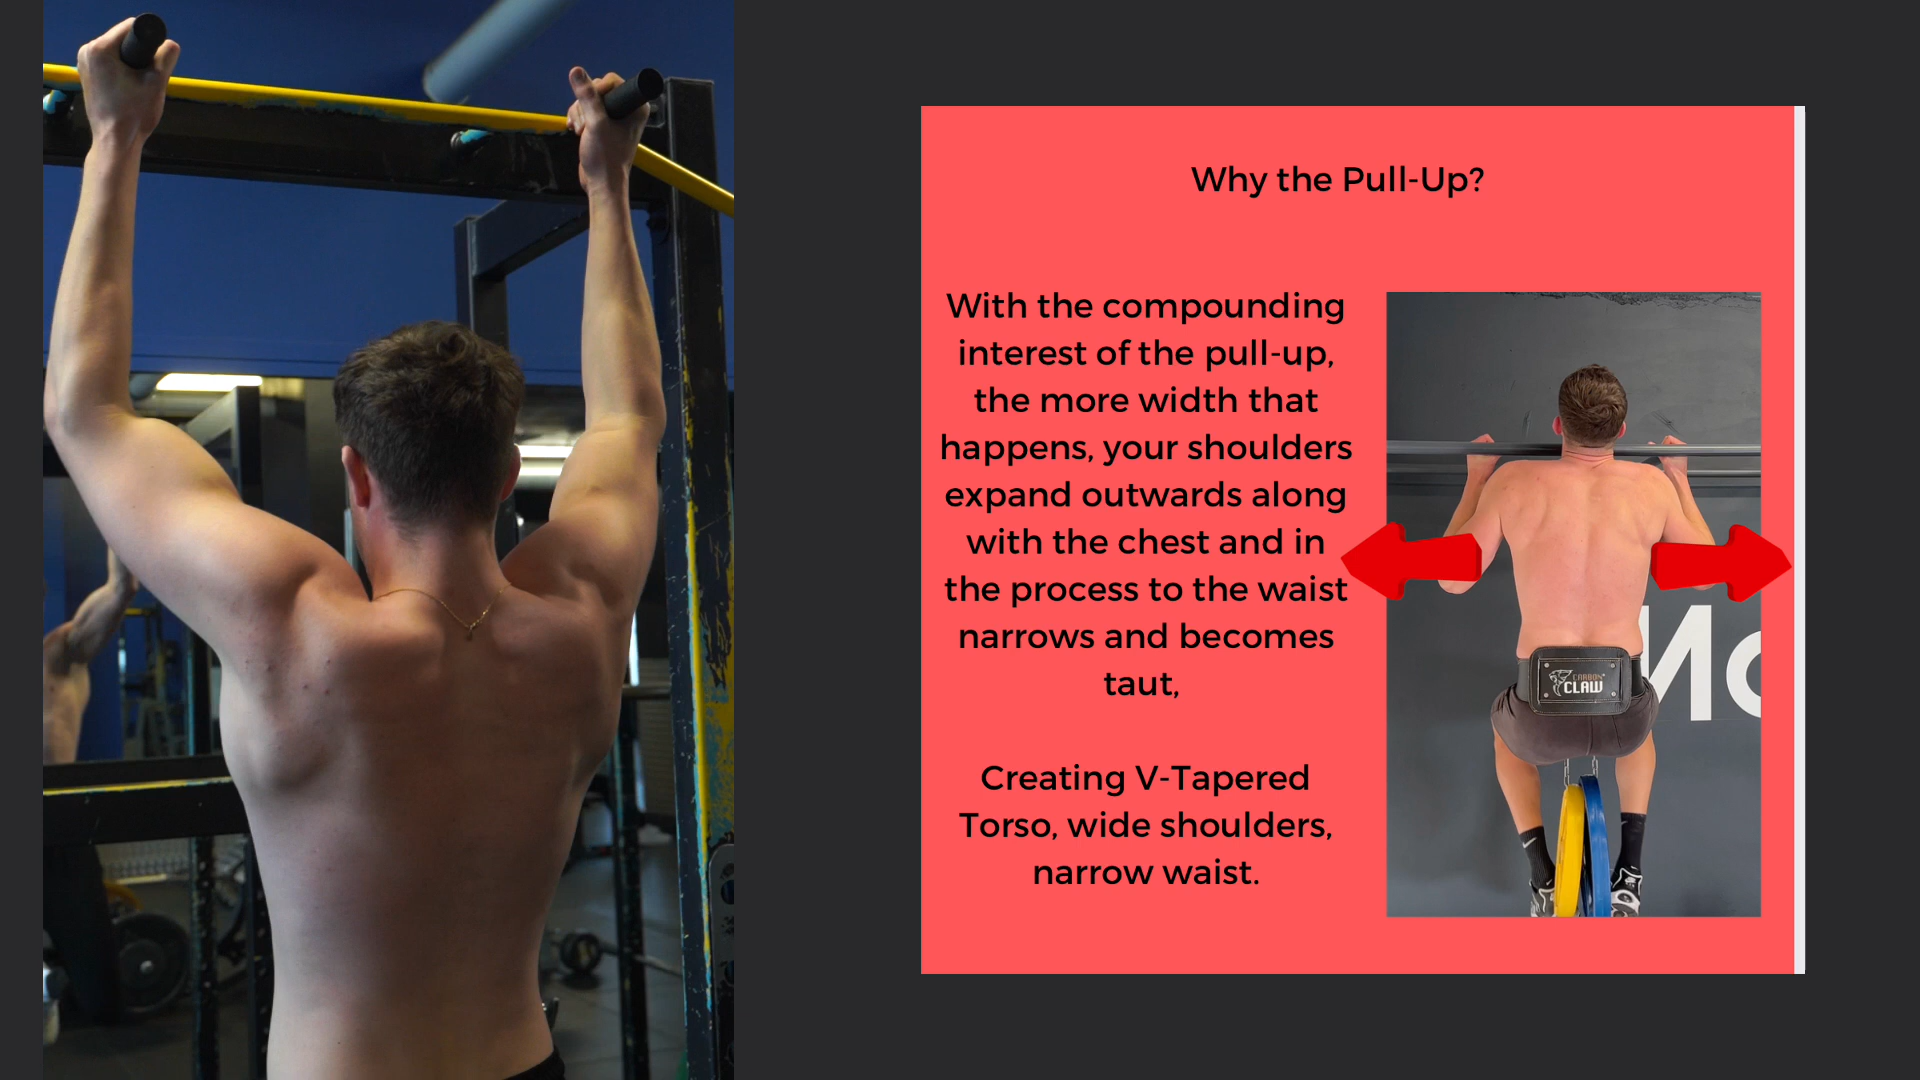 Why the Pull-Up?
With the compounding
interest of the pull-up,
the more width that
happens, your shoulders
expand outwards along
with the chest and in
the process to the waist
narrows and becomes
taut,
Creating V-Tapered
Torso, wide shoulders,
narrow waist.
CARBON
CLAW